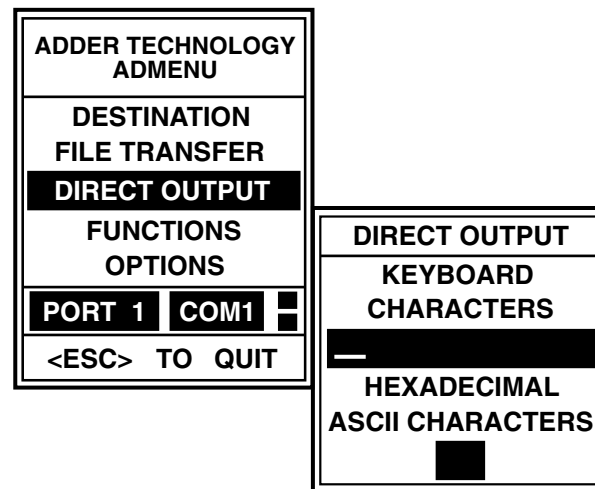 ADDER TECHNOLOGY
ADMENU
DESTINATION
FILE TRANSFER
DIRECT OUTPUT
FUNCTIONS
OPTIONS
PORT 1 COM1
<ESC> TO QUIT
DIRECT OUTPUT
KEYBOARD
CHARACTERS
HEXADECIMAL
ASCII CHARACTERS